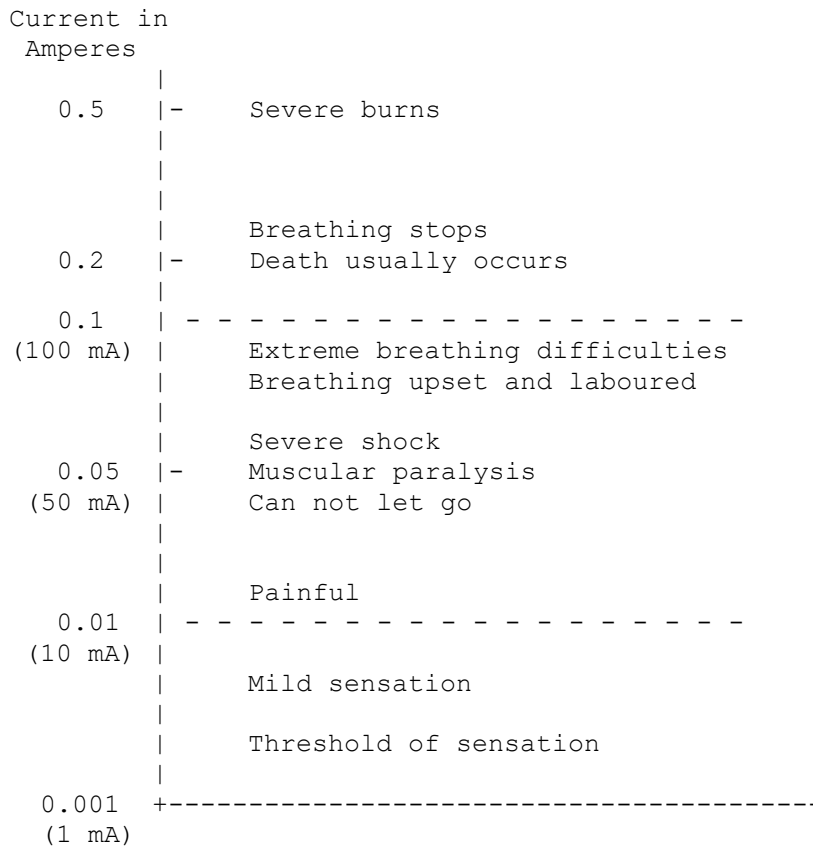 Current in
Amperes
|
0.5 |- Severe burns
|
|
|
| Breathing stops
0.2 |- Death usually occurs
|
0.1 | - - - - - - - - - - - - - - - - - -
(100 mA) | Extreme breathing difficulties
| Breathing upset and laboured
|
| Severe shock
0.05 |- Muscular paralysis
(50 mA) | Can not let go
|
|
| Painful
0.01 | - - - - - - - - - - - - - - - - - -
(10 mA) |
| Mild sensation
|
| Threshold of sensation
|
0.001 +-----------------------------------------
(1 mA)